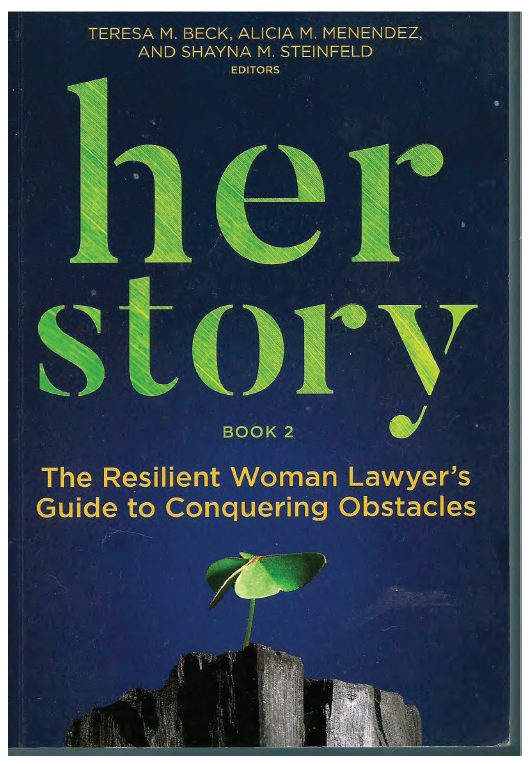 TERESA M. BECK, ALICIA M. MENENDEZ,
AND SHAYNA M. STEINFELD
EDITORS
her
story
BOOK 2
The Resilient Woman Lawyer's
Guide to Conquering Obstacles